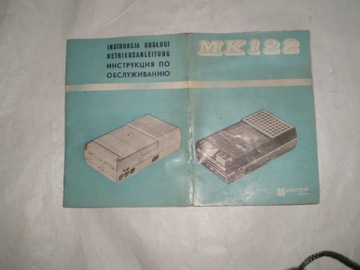 INSTRUKCJA OBSŁUGI
BETRIEBSANLEITUNG
ИНСТРУКЦИЯ ПО
ОБСЛУЖИВАНИЮ
MK122
UNITRA